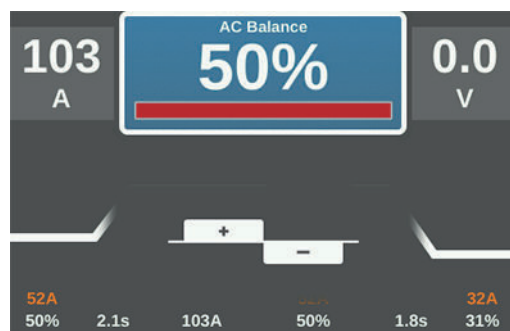 AC Balance
103 50% 0.0
A V
+
−
52A 32A
50% 2.1s 103A 50% 1.8s 31%